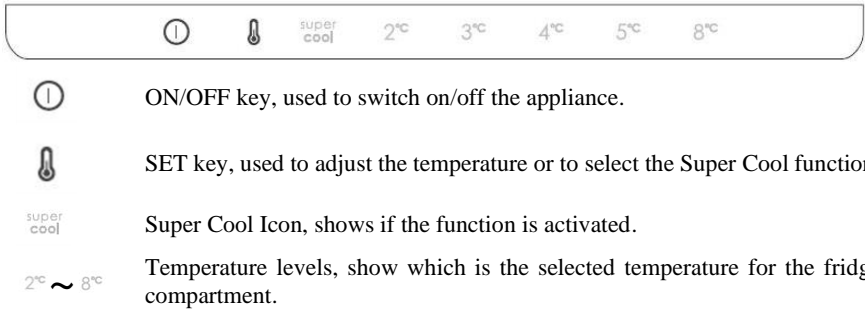 super cool 2°C 3°C 4°C 5°C 8°C
ON/OFF key, used to switch on/off the appliance.
SET key, used to adjust the temperature or to select the Super Cool function
super cool Super Cool Icon, shows if the function is activated.
2°C ~ 8°C Temperature levels, show which is the selected temperature for the fridg
compartment.